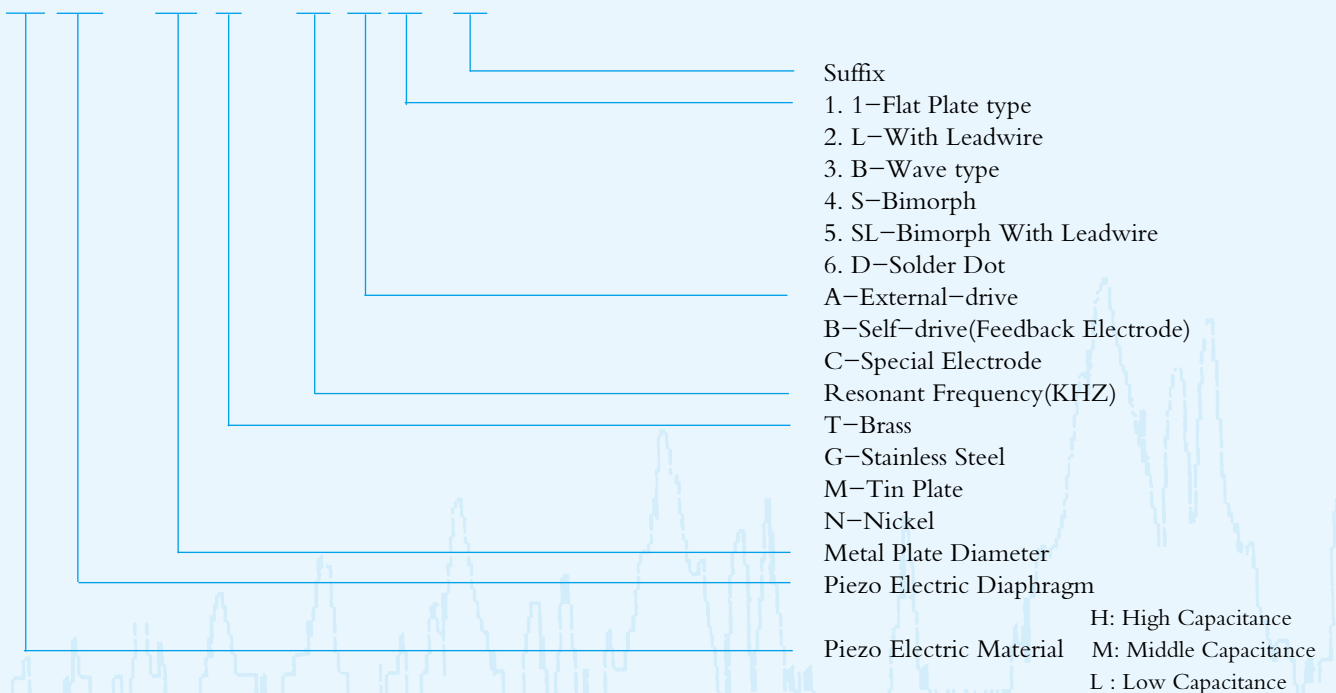 Suffix
1. 1-Flat Plate type
2. L-With Leadwire
3. B-Wave type
4. S-Bimorph
5. SL-Bimorph With Leadwire
6. D-Solder Dot
A-External-drive
B-Self-drive(Feedback Electrode)
C-Special Electrode
Resonant Frequency(KHZ)
T-Brass
G-Stainless Steel
M-Tin Plate
N-Nickel
Metal Plate Diameter
Piezo Electric Diaphragm
H: High Capacitance
Piezo Electric Material M: Middle Capacitance
L : Low Capacitance